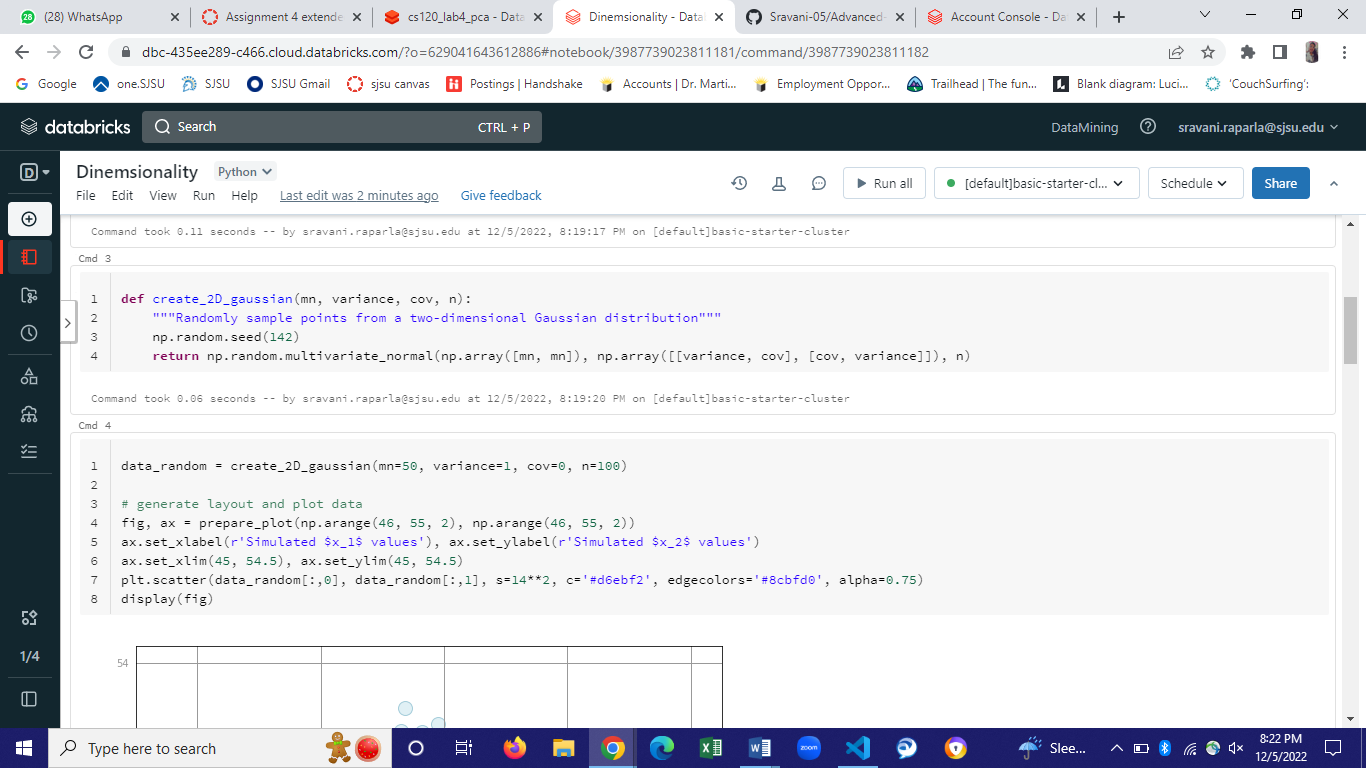 (28) WhatsApp
Assignment 4 extende
cs120_lab4_pca - Data
Dinemsionality - Datab
Sravani-05/Advanced-
Account Console - Da
dbc-435ee289-c466.cloud.databricks.com/?o=629041643612886#notebook/3987739023811181/command/3987739023811182
Google
one.SJSU
SJSU
SJSU Gmail
sjsu canvas
Postings | Handshake
Accounts | Dr. Marti...
Employment Oppor...
Trailhead | The fun...
Blank diagram: Luci...
'CouchSurfing':
databricks
Search
CTRL + P
DataMining
sravani.raparla@sjsu.edu
D
Dinemsionality
Python
File Edit View Run Help Last edit was 2 minutes ago Give feedback
Run all
[default]basic-starter-cl...
Schedule
Share
Command took 0.11 seconds -- by sravani.raparla@sjsu.edu at 12/5/2022, 8:19:17 PM on [default]basic-starter-cluster
Cmd 3
1 def create_2D_gaussian(mn, variance, cov, n):
2 """Randomly sample points from a two-dimensional Gaussian distribution"""
3 np.random.seed(142)
4 return np.random.multivariate_normal(np.array([mn, mn]), np.array([[variance, cov], [cov, variance]]), n)
Command took 0.06 seconds -- by sravani.raparla@sjsu.edu at 12/5/2022, 8:19:20 PM on [default]basic-starter-cluster
Cmd 4
1 data_random = create_2D_gaussian(mn=50, variance=1, cov=0, n=100)
2
3 # generate layout and plot data
4 fig, ax = prepare_plot(np.arange(46, 55, 2), np.arange(46, 55, 2))
5 ax.set_xlabel(r'Simulated $x_1$ values'), ax.set_ylabel(r'Simulated $x_2$ values')
6 ax.set_xlim(45, 54.5), ax.set_ylim(45, 54.5)
7 plt.scatter(data_random[:,0], data_random[:,1], s=14**2, c='#d6ebf2', edgecolors='#8cbfd0', alpha=0.75)
8 display(fig)
54
1/4
Type here to search
zoom
Slee...
8:22 PM
12/5/2022